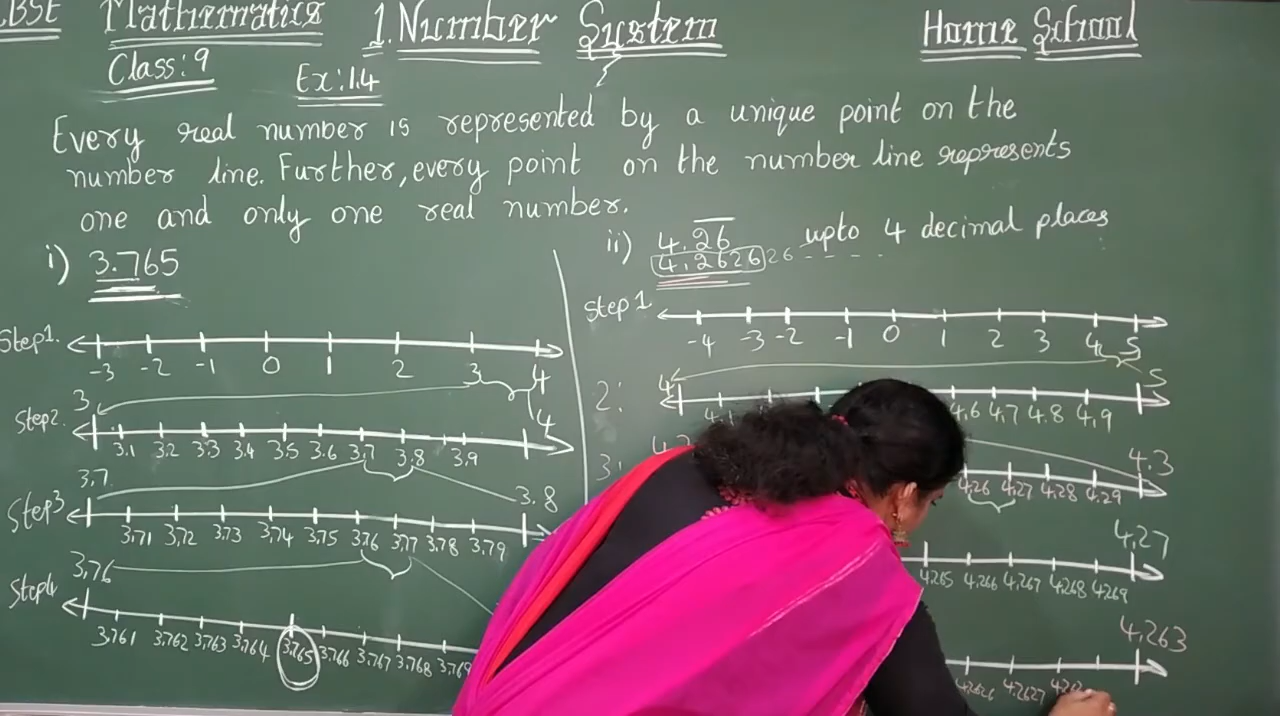 CBSE Mathematics 1. Number System Home School
Class: 9 Ex: 1.4
Every real number is represented by a unique point on the
number line. Further, every point on the number line represents
one and only one real number.
i) 3.765
Step1.
-3 -2 -1 0 1 2 3 4
Step2. 3 4
3.1 3.2 3.3 3.4 3.5 3.6 3.7 3.8 3.9
Step3 3.7 3.8
3.71 3.72 3.73 3.74 3.75 3.76 3.77 3.78 3.79
Step4 3.76
3.761 3.762 3.763 3.764 3.765 3.766 3.767 3.768 3.769
ii) 4.2̅6̅ upto 4 decimal places
4.262626 - - - -
Step1
-4 -3 -2 -1 0 1 2 3 4 5
2: 4 5
4.1 4.6 4.7 4.8 4.9
3: 4.3
4.26 4.27 4.28 4.29
4.27
4.265 4.266 4.267 4.268 4.269
4.263
4.2626 4.2627